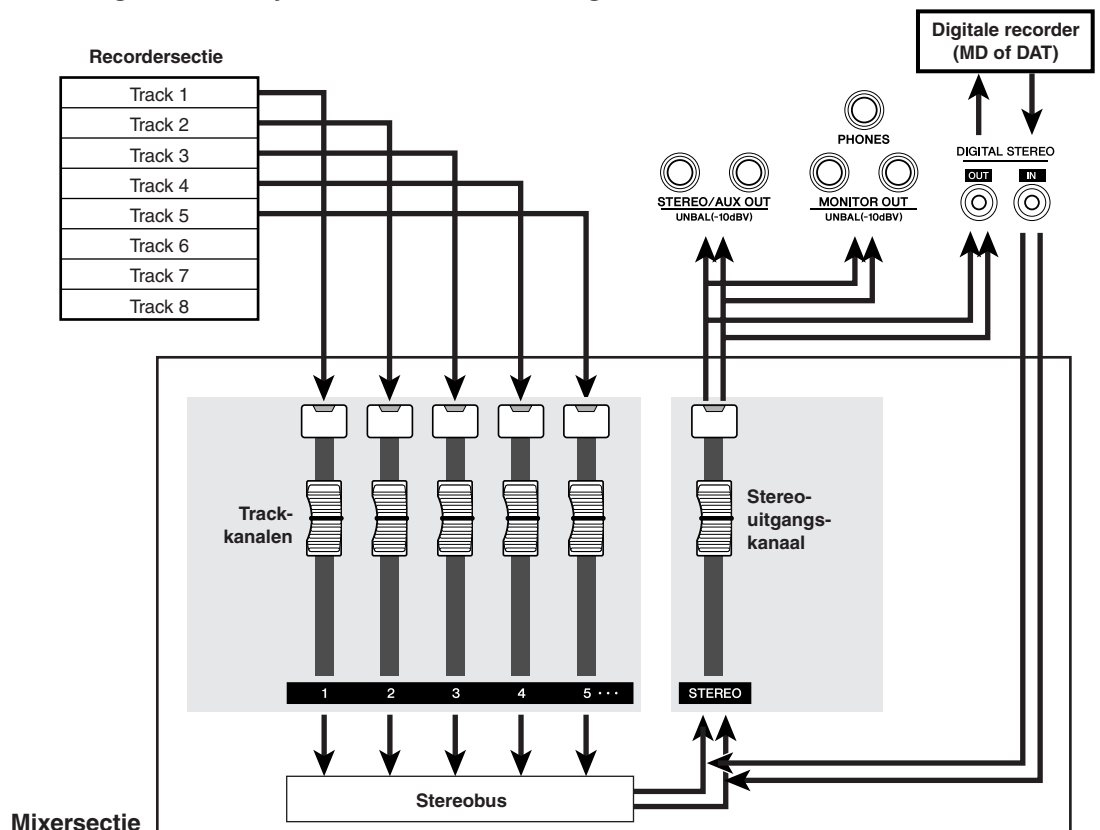 Digitale recorder
(MD of DAT)
Recordersectie
Track 1
Track 2
Track 3
Track 4
Track 5
Track 6
Track 7
Track 8
PHONES
DIGITAL STEREO
OUT
IN
STEREO/AUX OUT
UNBAL(-10dBV)
MONITOR OUT
UNBAL(-10dBV)
Track-
kanalen
Stereo-
uitgangs-
kanaal
1 2 3 4 5 ···
STEREO
Stereobus
Mixersectie